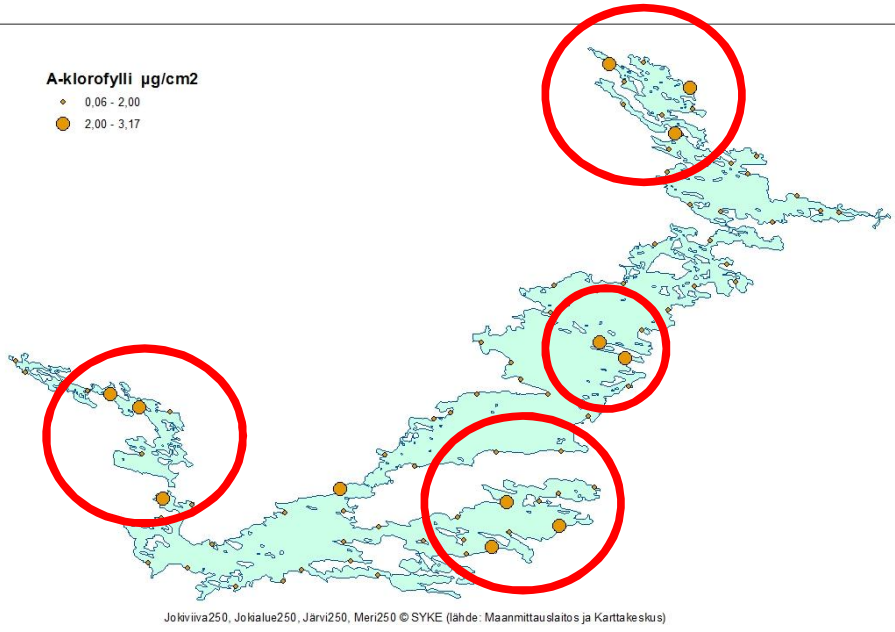 A-klorofylli µg/cm2
0,06 - 2,00
2,00 - 3,17
Jokiviiva250, Jokialue250, Järvi250, Meri250 © SYKE (lähde: Maanmittauslaitos ja Karttakeskus)